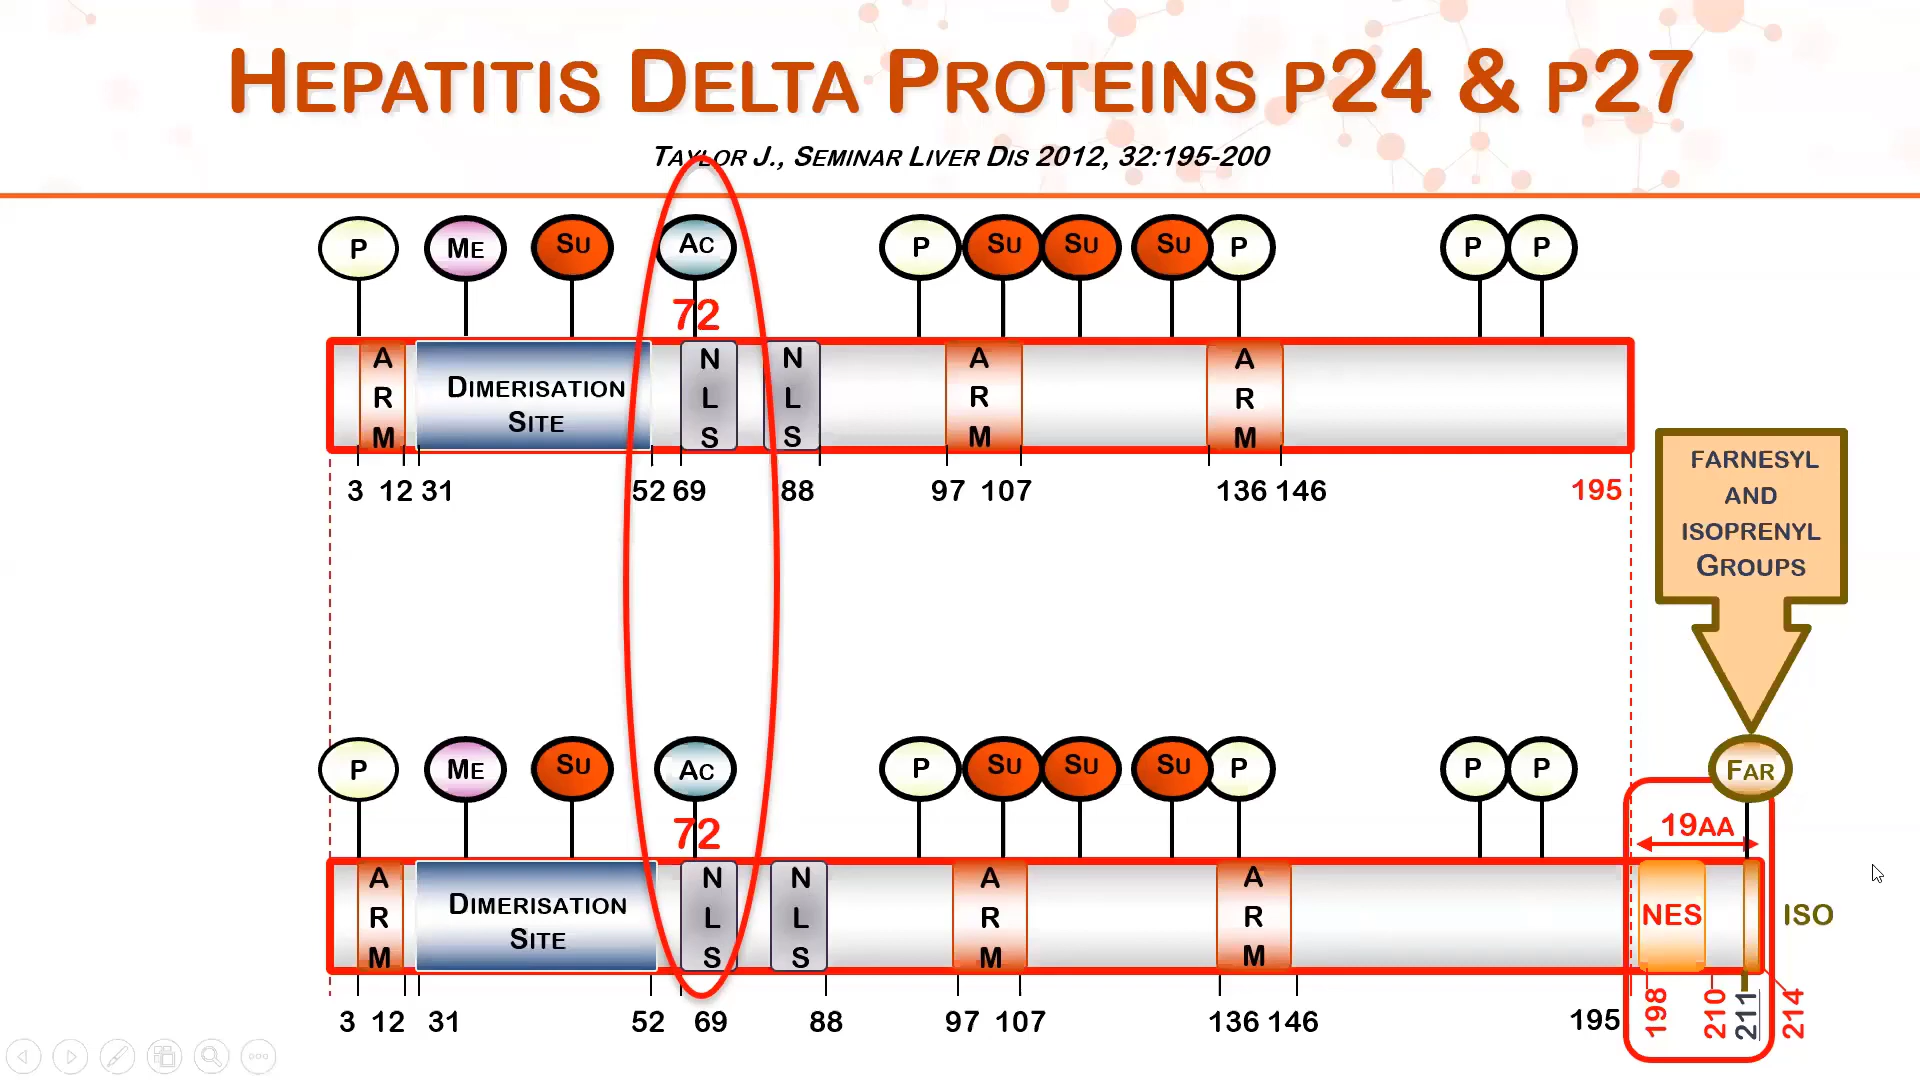 HEPATITIS DELTA PROTEINS P24 & P27
TAYLOR J., SEMINAR LIVER DIS 2012, 32:195-200
P ME SU AC P SU SU SU P P P
72
ARM DIMERISATION SITE NLS NLS ARM ARM
3 12 31 52 69 88 97 107 136 146 195
FARNESYL
AND
ISOPRENYL
GROUPS
P ME SU AC P SU SU SU P P P FAR
72
19AA
ARM DIMERISATION SITE NLS NLS ARM ARM NES ISO
3 12 31 52 69 88 97 107 136 146 195 198 210 211 214